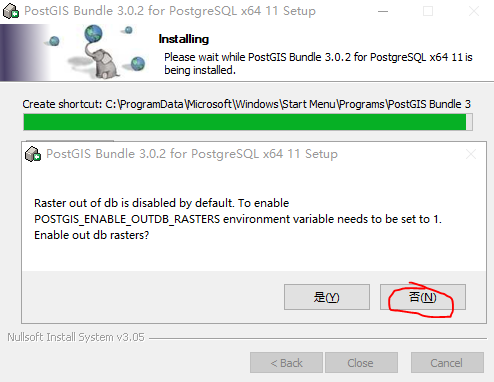 PostGIS Bundle 3.0.2 for PostgreSQL x64 11 Setup
Installing
Please wait while PostGIS Bundle 3.0.2 for PostgreSQL x64 11 is
being installed.
Create shortcut: C:\ProgramData\Microsoft\Windows\Start Menu\Programs\PostGIS Bundle 3
PostGIS Bundle 3.0.2 for PostgreSQL x64 11 Setup
Raster out of db is disabled by default. To enable
POSTGIS_ENABLE_OUTDB_RASTERS environment variable needs to be set to 1.
Enable out db rasters?
是(Y)
否(N)
Nullsoft Install System v3.05
< Back
Close
Cancel